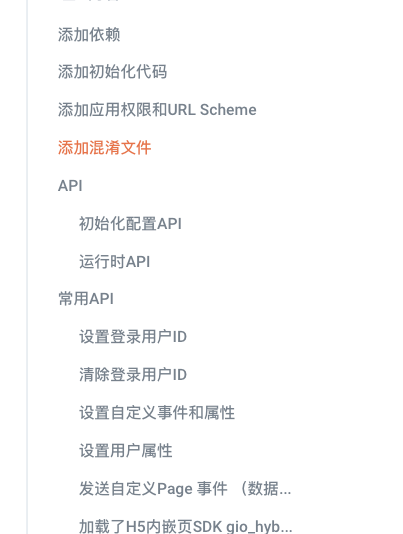 添加依赖
添加初始化代码
添加应用权限和URL Scheme
添加混淆文件
API
初始化配置API
运行时API
常用API
设置登录用户ID
清除登录用户ID
设置自定义事件和属性
设置用户属性
发送自定义Page 事件 （数据...
加载了H5内嵌页SDK gio_hyb...